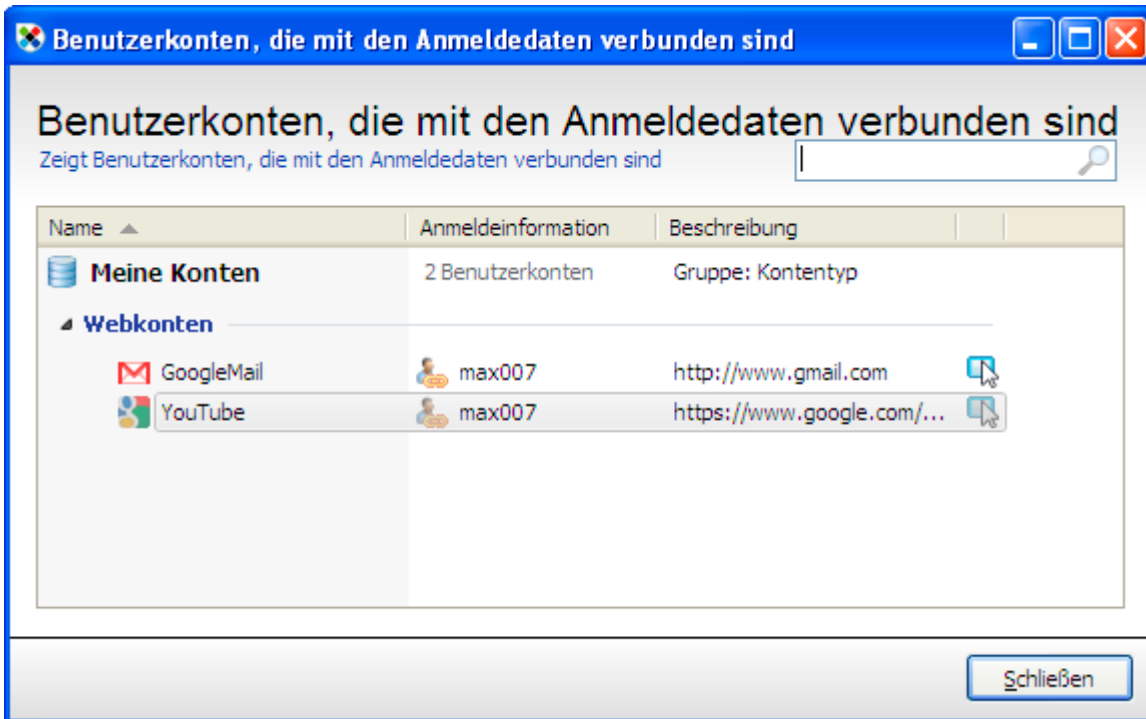 Benutzerkonten, die mit den Anmeldedaten verbunden sind
Benutzerkonten, die mit den Anmeldedaten verbunden sind
Zeigt Benutzerkonten, die mit den Anmeldedaten verbunden sind
Name Anmeldeinformation Beschreibung
Meine Konten 2 Benutzerkonten Gruppe: Kontentyp
Webkonten
GoogleMail max007 http://www.gmail.com
YouTube max007 https://www.google.com/...
Schließen